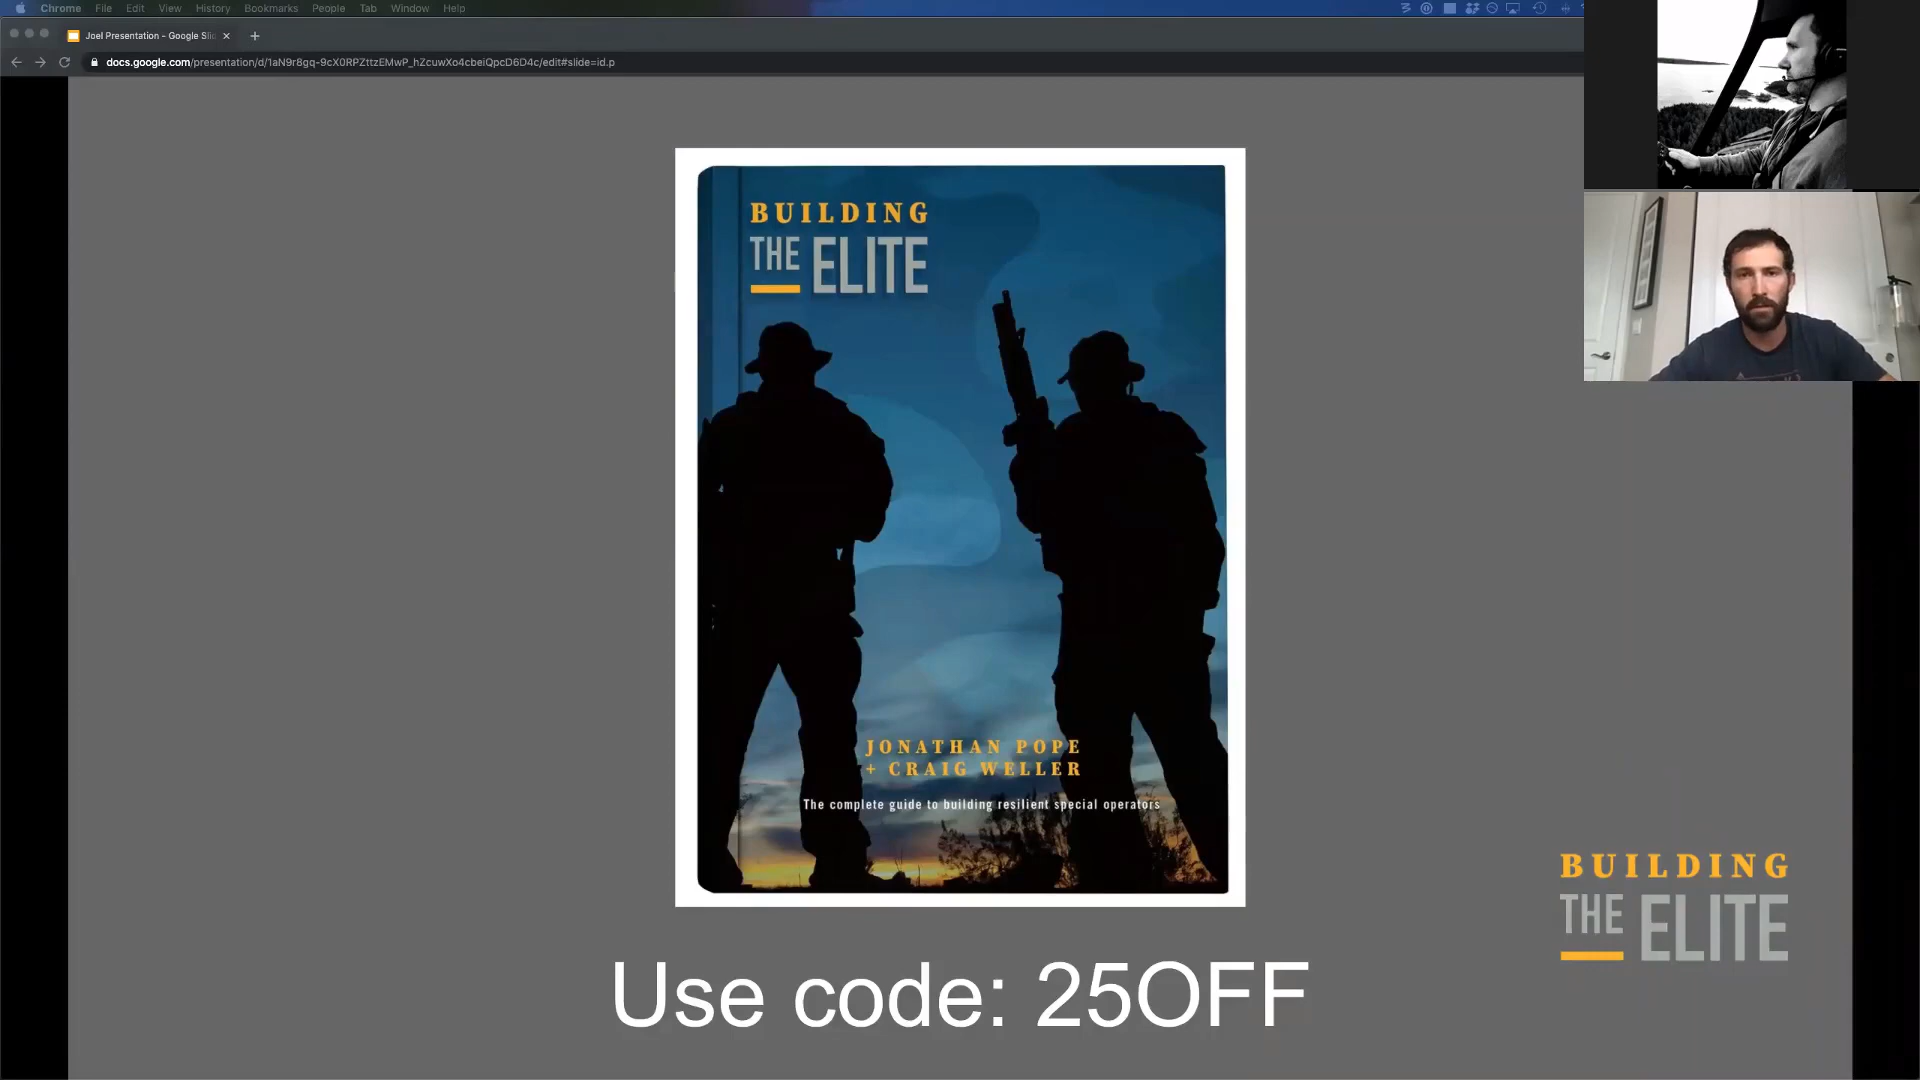 Chrome File Edit View History Bookmarks People Tab Window Help
Joel Presentation - Google Sli
docs.google.com/presentation/d/1aN9r8gq-9cX0RPZttzEMwP_hZcuwXo4cbeiQpcD6D4c/edit#slide=id.p
BUILDING
THE ELITE
JONATHAN POPE
+ CRAIG WELLER
The complete guide to building resilient special operators
BUILDING
THE ELITE
Use code: 25OFF